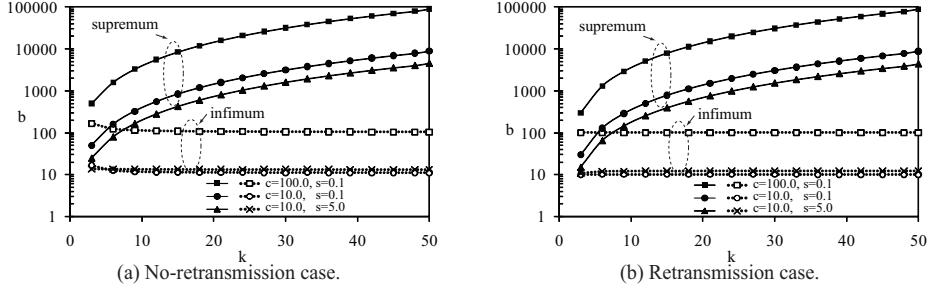 100000
10000
1000
100
10
1
b
supremum
infimum
c=100.0, s=0.1
c=10.0, s=0.1
c=10.0, s=5.0
0 10 20 30 40 50
k
(a) No-retransmission case.
100000
10000
1000
100
10
1
b
supremum
infimum
c=100.0, s=0.1
c=10.0, s=0.1
c=10.0, s=5.0
0 10 20 30 40 50
k
(b) Retransmission case.